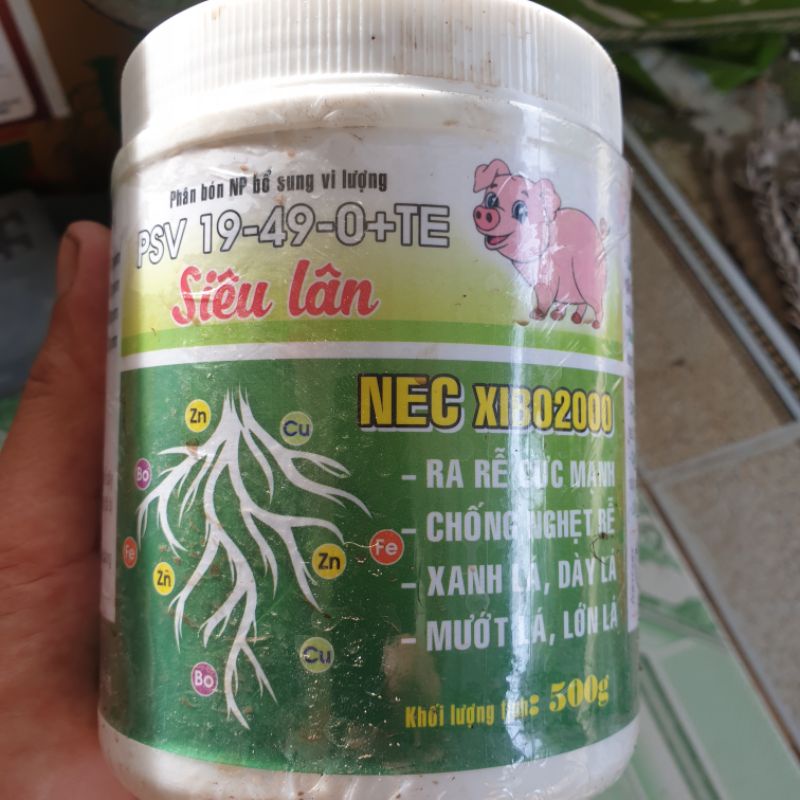 Phân bón NP bổ sung vi lượng
PSV 19-49-0+TE
Siêu lân
NEC XIBO2000
Zn
Cu
- RA RỄ CỰC MẠNH
Bo
- CHỐNG NGHẸT RỄ
Fe
Zn
Zn
Fe
- XANH LÁ, DÀY LÁ
- MƯỚT LÁ, LỚN LÁ
Cu
Bo
Khối lượng tịnh: 500g